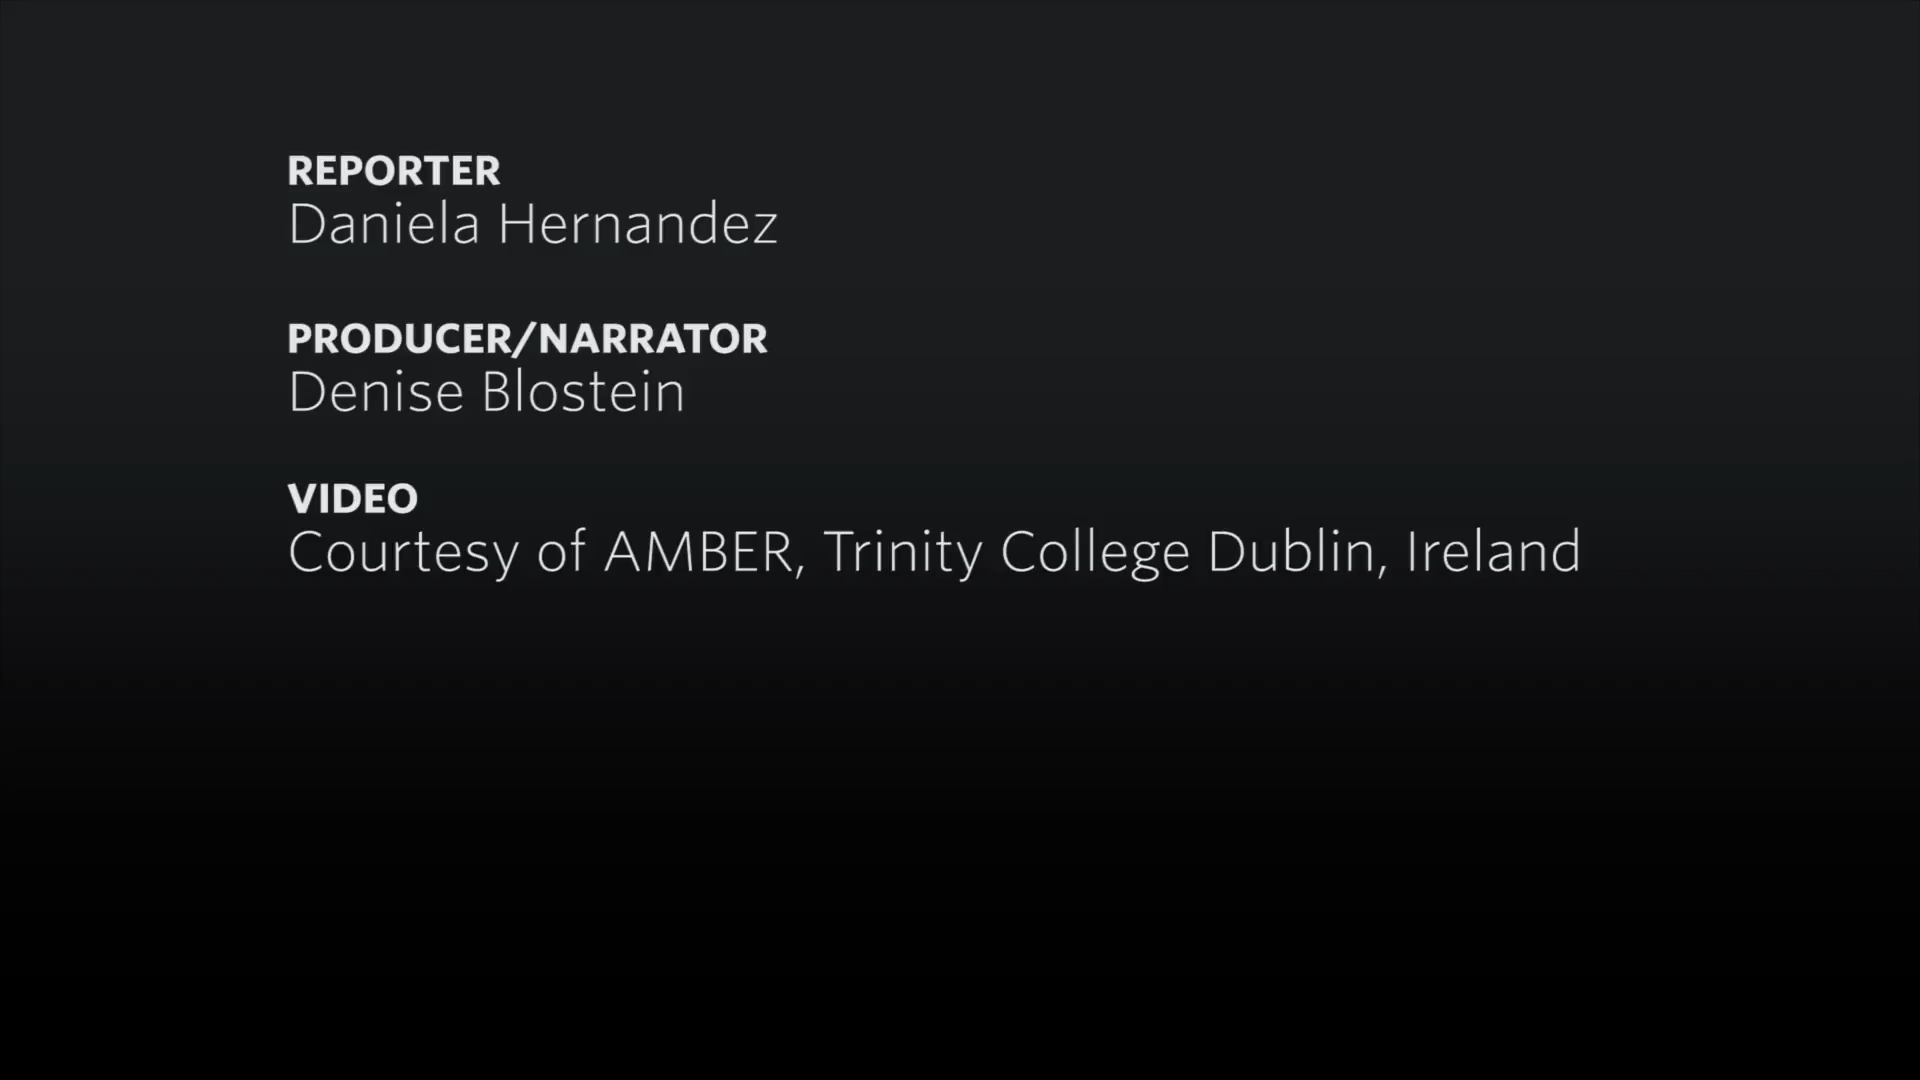 REPORTER
Daniela Hernandez
PRODUCER/NARRATOR
Denise Blostein
VIDEO
Courtesy of AMBER, Trinity College Dublin, Ireland